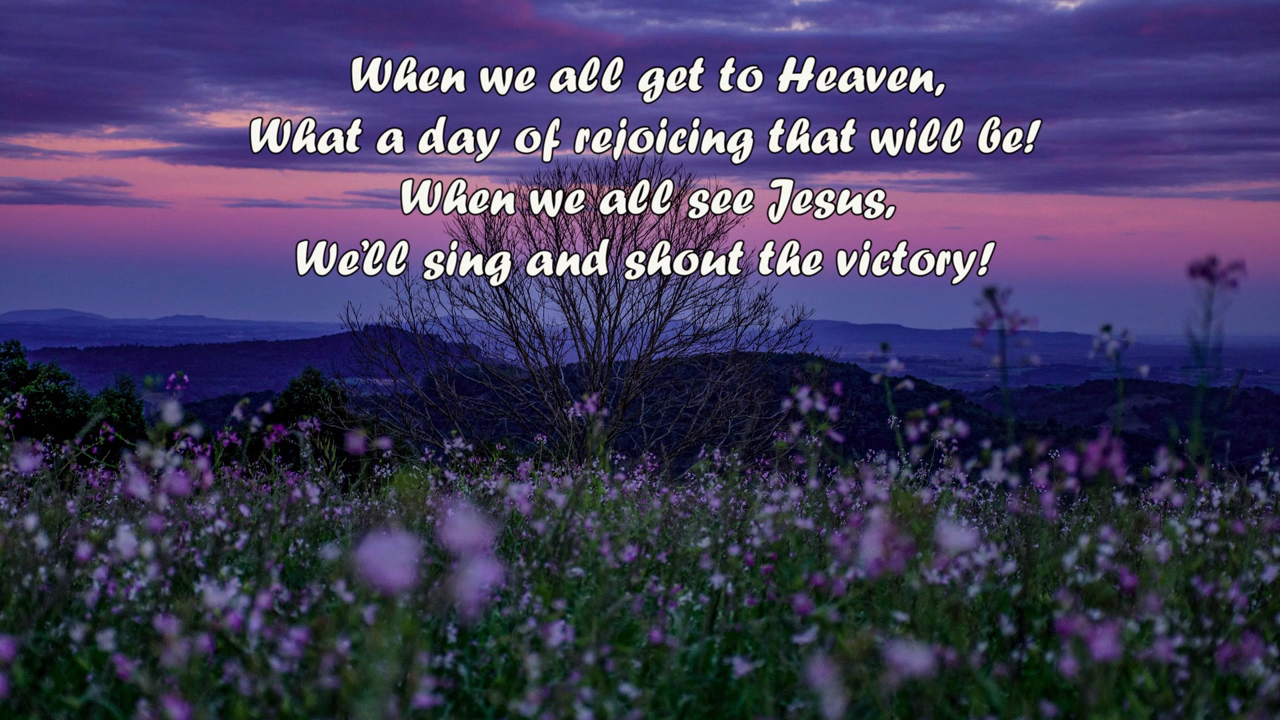 When we all get to Heaven,
What a day of rejoicing that will be!
When we all see Jesus,
We’ll sing and shout the victory!